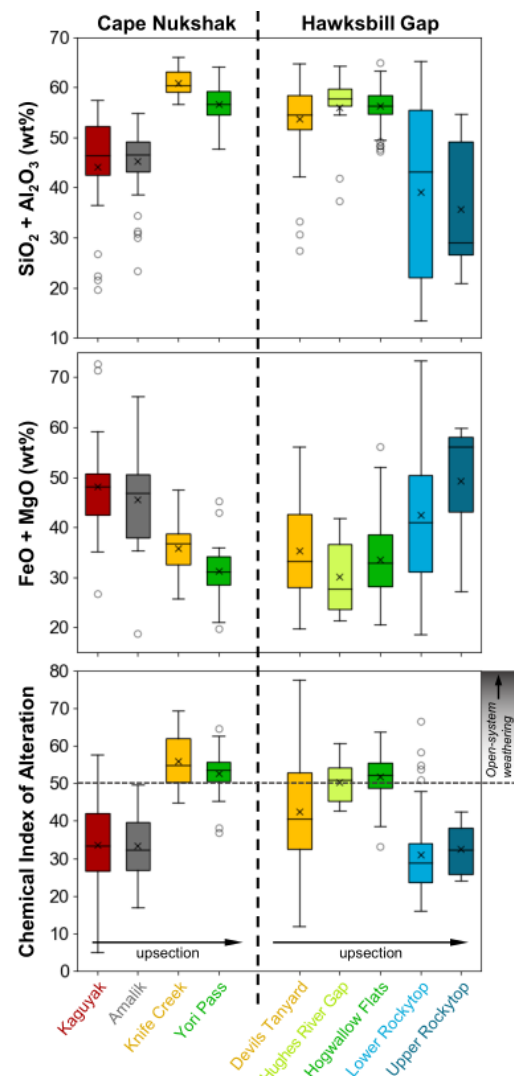 Cape Nukshak
Hawksbill Gap
SiO₂ + Al₂O₃ (wt%)
70
60
50
40
30
20
10
FeO + MgO (wt%)
70
60
50
40
30
20
Chemical Index of Alteration
80
70
60
50
40
30
20
10
0
Open-system
weathering
upsection
upsection
Kaguyak
Amalik
Knife Creek
Yori Pass
Devils Tanyard
Hughes River Gap
Hogwallow Flats
Lower Rockytop
Upper Rockytop